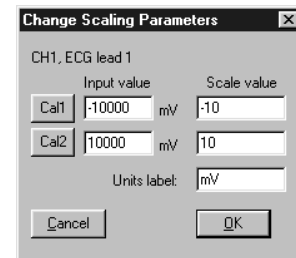 Change Scaling Parameters
CH1, ECG lead 1
Input value Scale value
Cal1 -10000 mV -10
Cal2 10000 mV 10
Units label: mV
Cancel OK